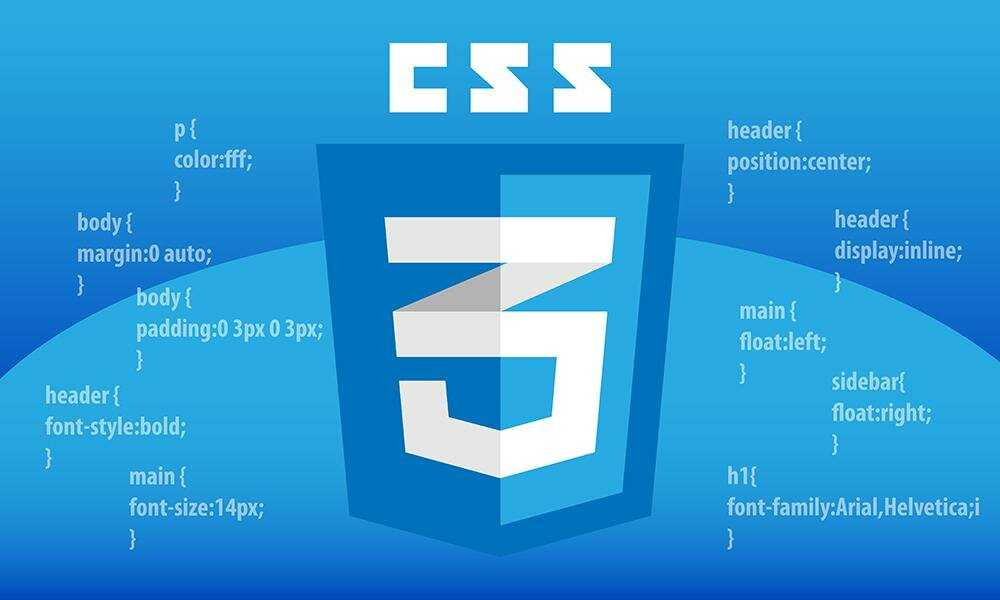 CSS
3
p {
color:fff;
}
body {
margin:0 auto;
}
body {
padding:0 3px 0 3px;
}
header {
font-style:bold;
}
main {
font-size:14px;
}
header {
position:center;
}
header {
display:inline;
}
main {
float:left;
}
sidebar{
float:right;
}
h1{
font-family:Arial,Helvetica;i
}